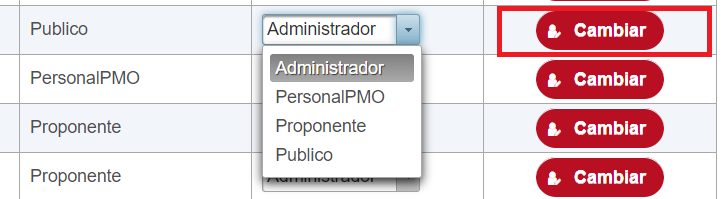 Publico Administrador Cambiar
Administrador
PersonalPMO PersonalPMO Cambiar
Proponente Proponente Cambiar
Publico
Proponente Administrador Cambiar